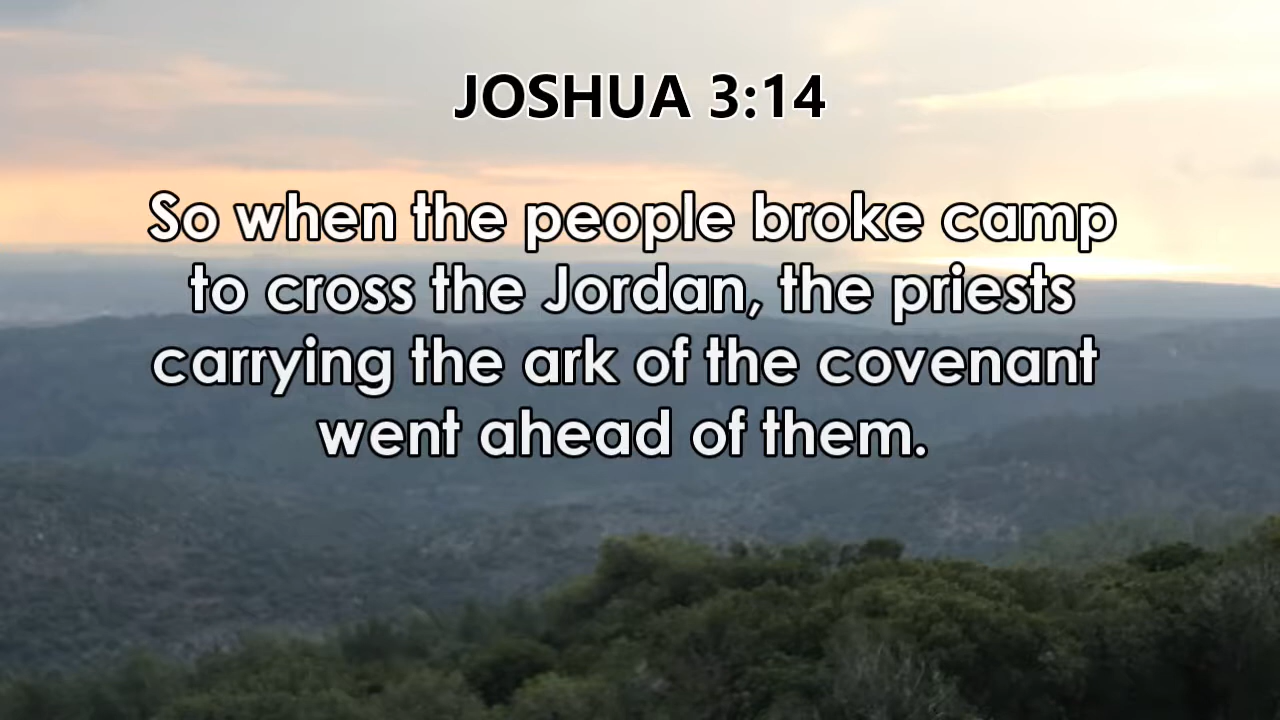 JOSHUA 3:14
So when the people broke camp
to cross the Jordan, the priests
carrying the ark of the covenant
went ahead of them.